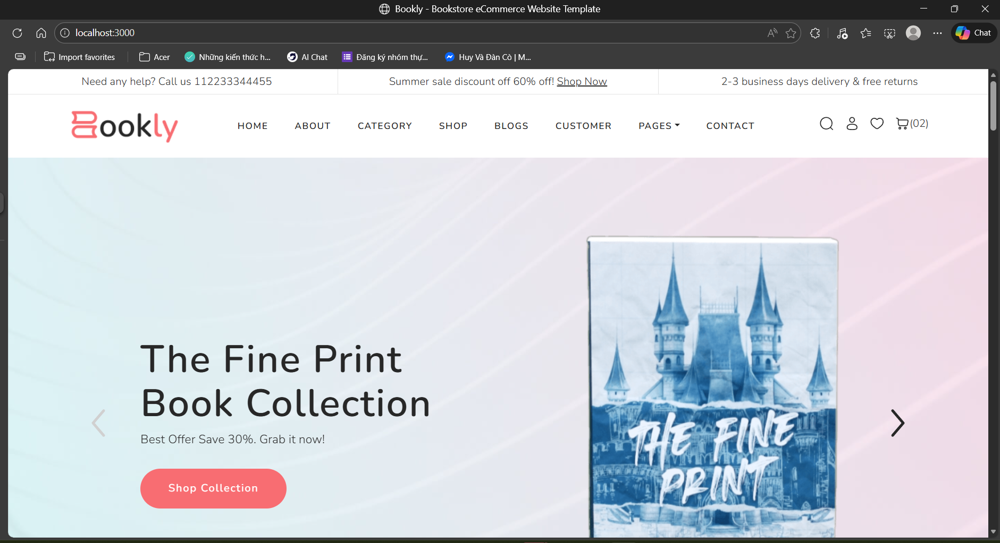 Bookly - Bookstore eCommerce Website Template
localhost:3000
Chat
Import favorites
Acer
Những kiến thức h...
AI Chat
Đăng ký nhóm thự...
Huy Và Đàn Cò | M...
Need any help? Call us 112233344455
Summer sale discount off 60% off! Shop Now
2-3 business days delivery & free returns
Bookly
HOME
ABOUT
CATEGORY
SHOP
BLOGS
CUSTOMER
PAGES
CONTACT
(02)
The Fine Print
Book Collection
Best Offer Save 30%. Grab it now!
Shop Collection
THE FINE
PRINT